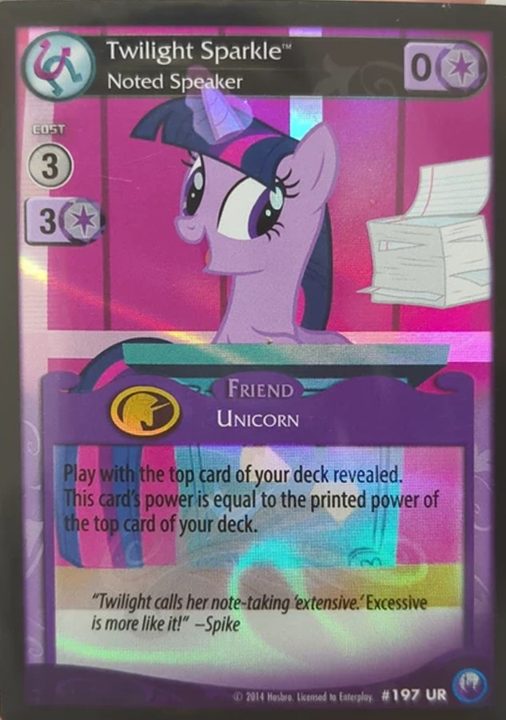 Twilight Sparkle™
Noted Speaker
0
COST
3
3
FRIEND
UNICORN
Play with the top card of your deck revealed.
This card's power is equal to the printed power of
the top card of your deck.
"Twilight calls her note-taking 'extensive.' Excessive
is more like it!" –Spike
© 2014 Hasbro. Licensed to Enterplay. #197 UR